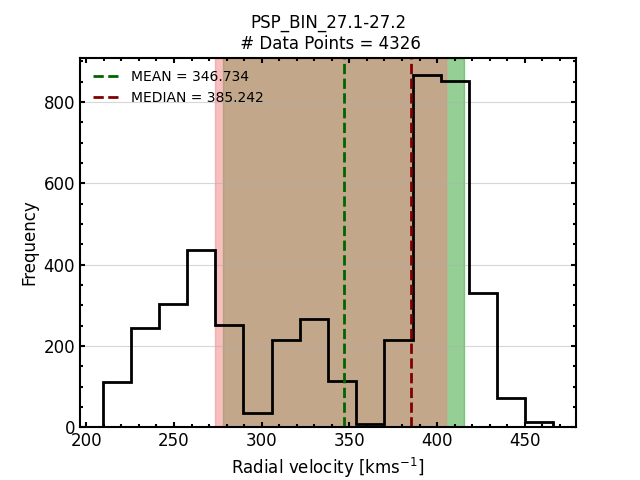 PSP_BIN_27.1-27.2
# Data Points = 4326
MEAN = 346.734
MEDIAN = 385.242
Frequency
800
600
400
200
0
200 250 300 350 400 450
Radial velocity [kms⁻¹]